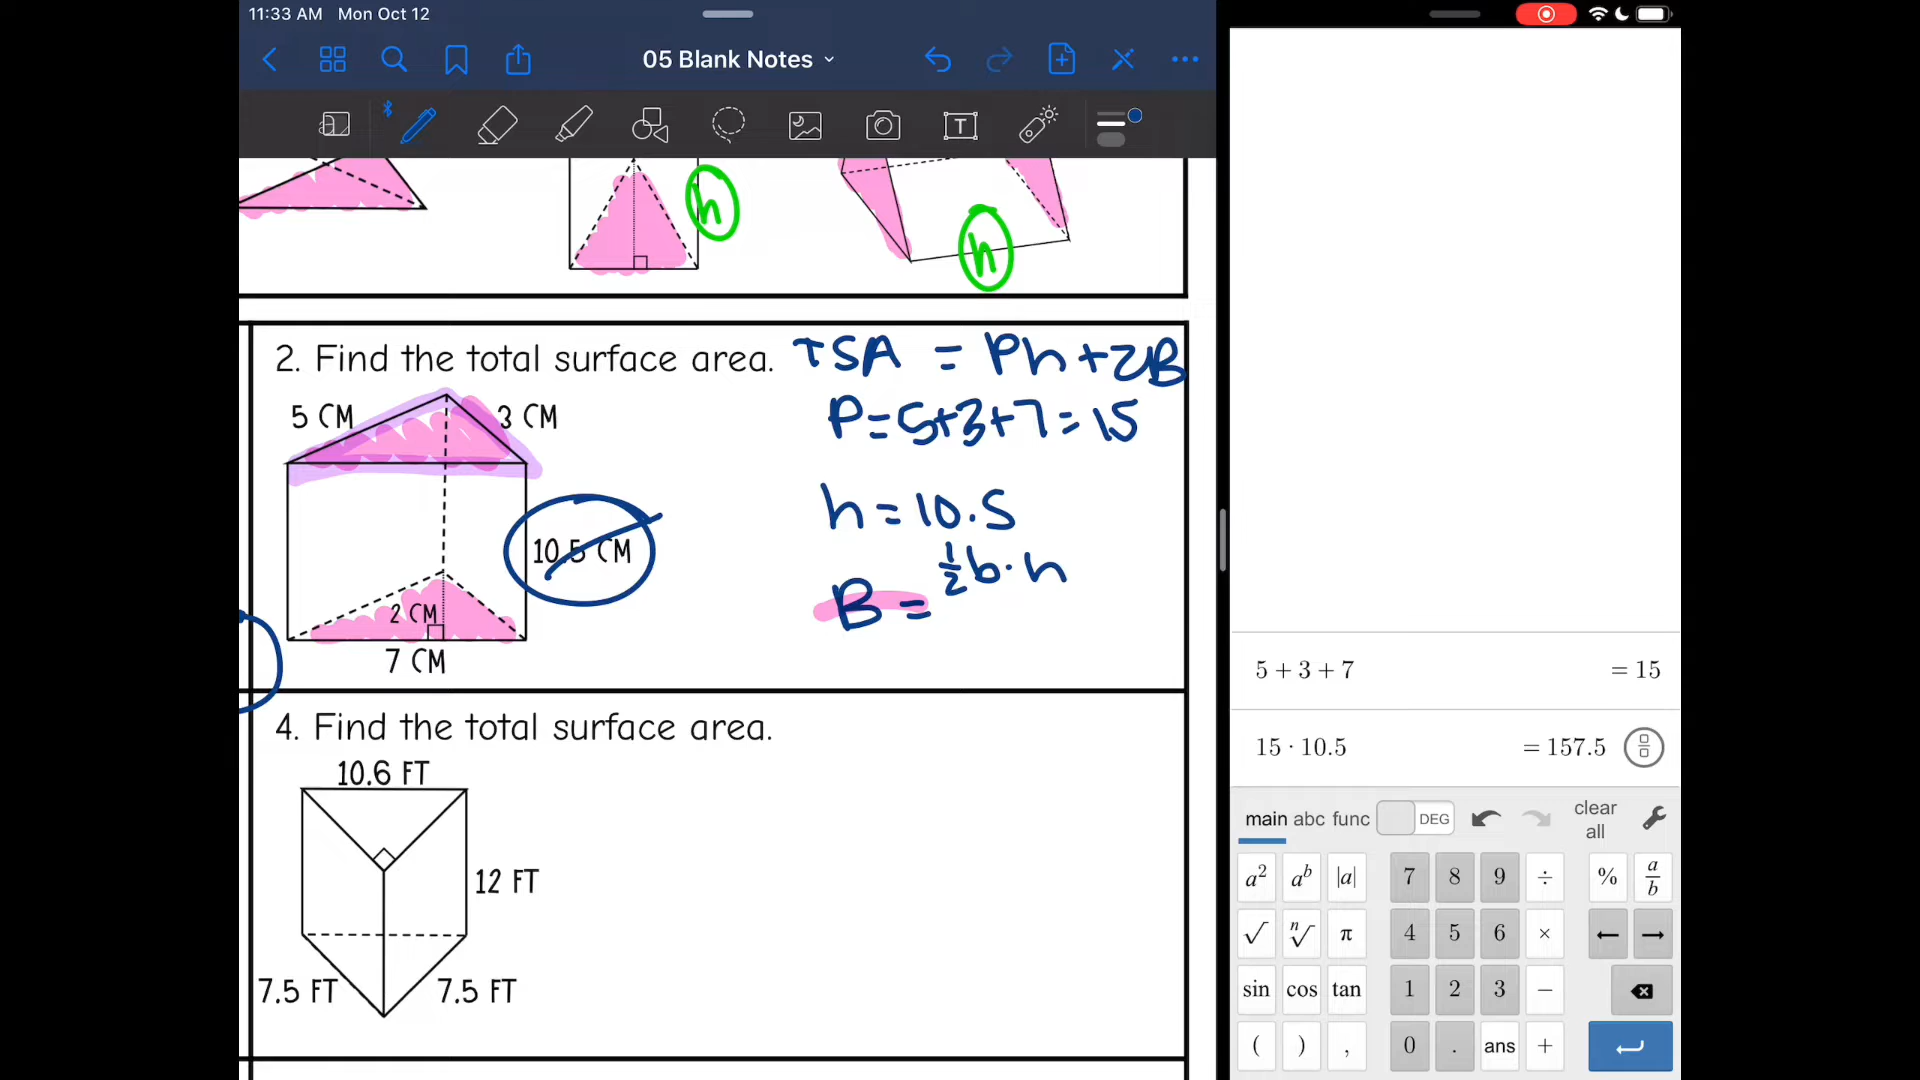 11:33 AM Mon Oct 12
05 Blank Notes
T
h
h
2. Find the total surface area.
TSA = Ph + 2B
5 CM
3 CM
P = 5+3+7 = 15
10.5 CM
h = 10.5
1/2 b · h
B =
2 CM
7 CM
4. Find the total surface area.
10.6 FT
12 FT
7.5 FT
7.5 FT
5 + 3 + 7 = 15
15 · 10.5 = 157.5
main abc func DEG clear all
a² aᵇ |a| 7 8 9 ÷ % a/b
√ ⁿ√ π 4 5 6 × ← →
sin cos tan 1 2 3 −
( ) , 0 . ans +